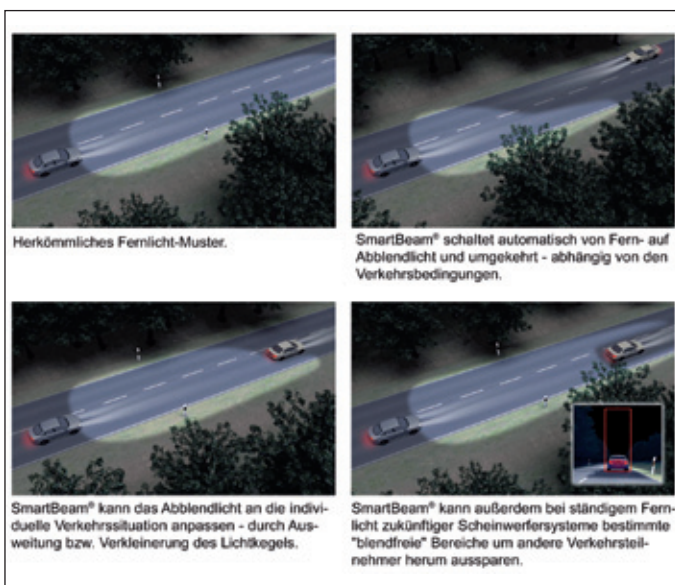 Herkömmliches Fernlicht-Muster.
SmartBeam® schaltet automatisch von Fern- auf
Abblendlicht und umgekehrt - abhängig von den
Verkehrsbedingungen.
SmartBeam® kann das Abblendlicht an die indivi-
duelle Verkehrssituation anpassen - durch Aus-
weitung bzw. Verkleinerung des Lichtkegels.
SmartBeam® kann außerdem bei ständigem Fern-
licht zukünftiger Scheinwerfersysteme bestimmte
"blendfreie" Bereiche um andere Verkehrsteil-
nehmer herum aussparen.